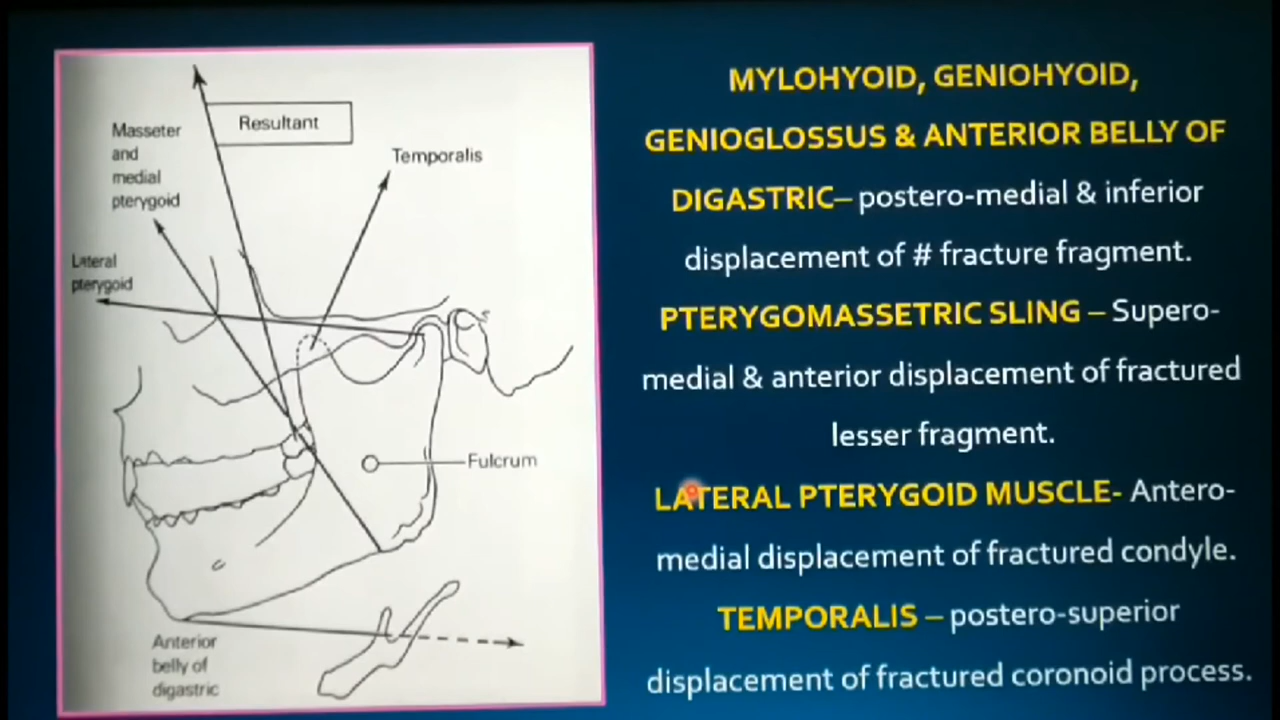 Resultant
Masseter
and
medial
pterygoid
Temporalis
Lateral
pterygoid
Fulcrum
Anterior
belly of
digastric
MYLOHYOID, GENIOHYOID,
GENIOGLOSSUS & ANTERIOR BELLY OF
DIGASTRIC– postero-medial & inferior
displacement of # fracture fragment.
PTERYGOMASSETRIC SLING – Supero-
medial & anterior displacement of fractured
lesser fragment.
LATERAL PTERYGOID MUSCLE- Antero-
medial displacement of fractured condyle.
TEMPORALIS – postero-superior
displacement of fractured coronoid process.